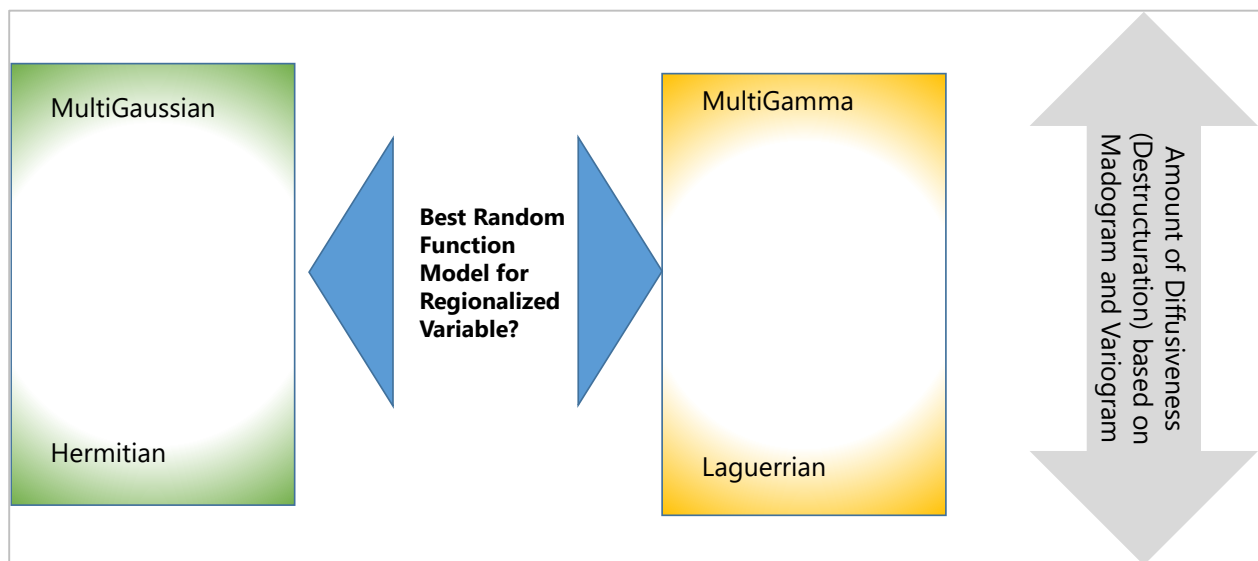 MultiGaussian
Hermitian
Best Random
Function
Model for
Regionalized
Variable?
MultiGamma
Laguerrian
Amount of Diffusiveness
(Destructuration) based on
Madogram and Variogram